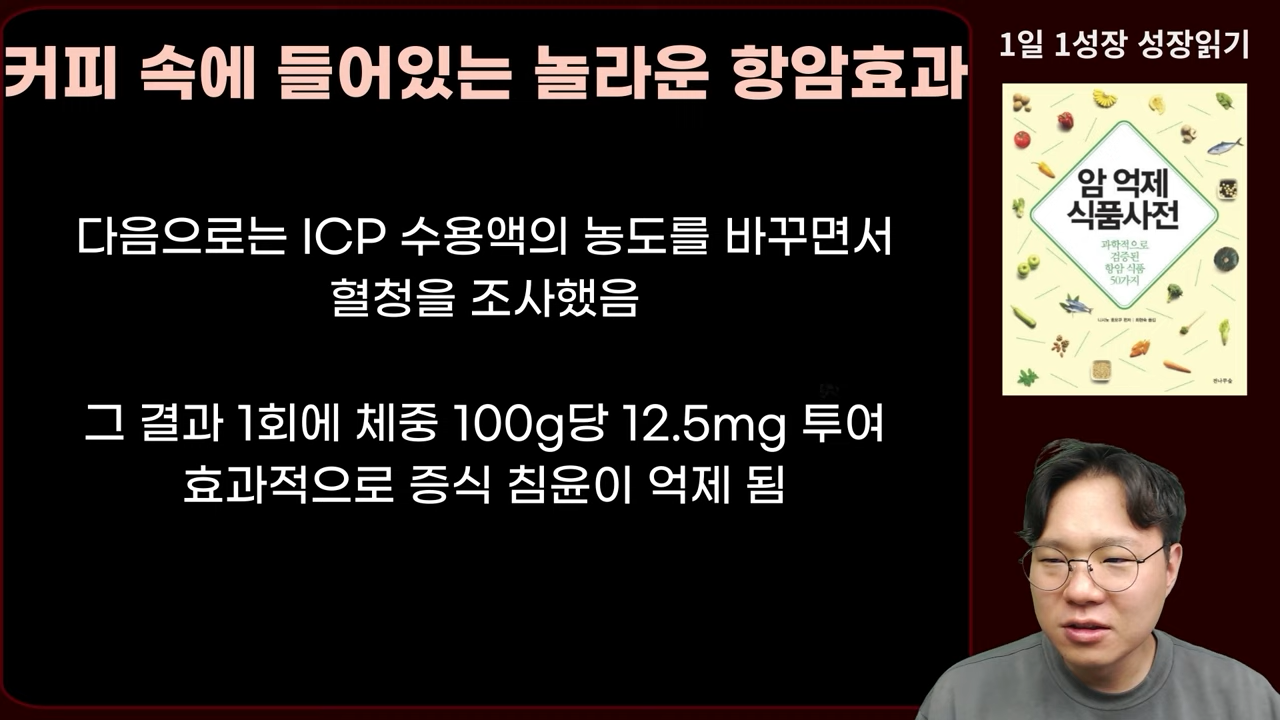 커피 속에 들어있는 놀라운 항암효과
다음으로는 ICP 수용액의 농도를 바꾸면서
혈청을 조사했음
그 결과 1회에 체중 100g당 12.5mg 투여
효과적으로 증식 침윤이 억제 됨
1일 1성장 성장읽기
암 억제
식품사전
과학적으로
검증된
항암 식품
50가지
전나무숲